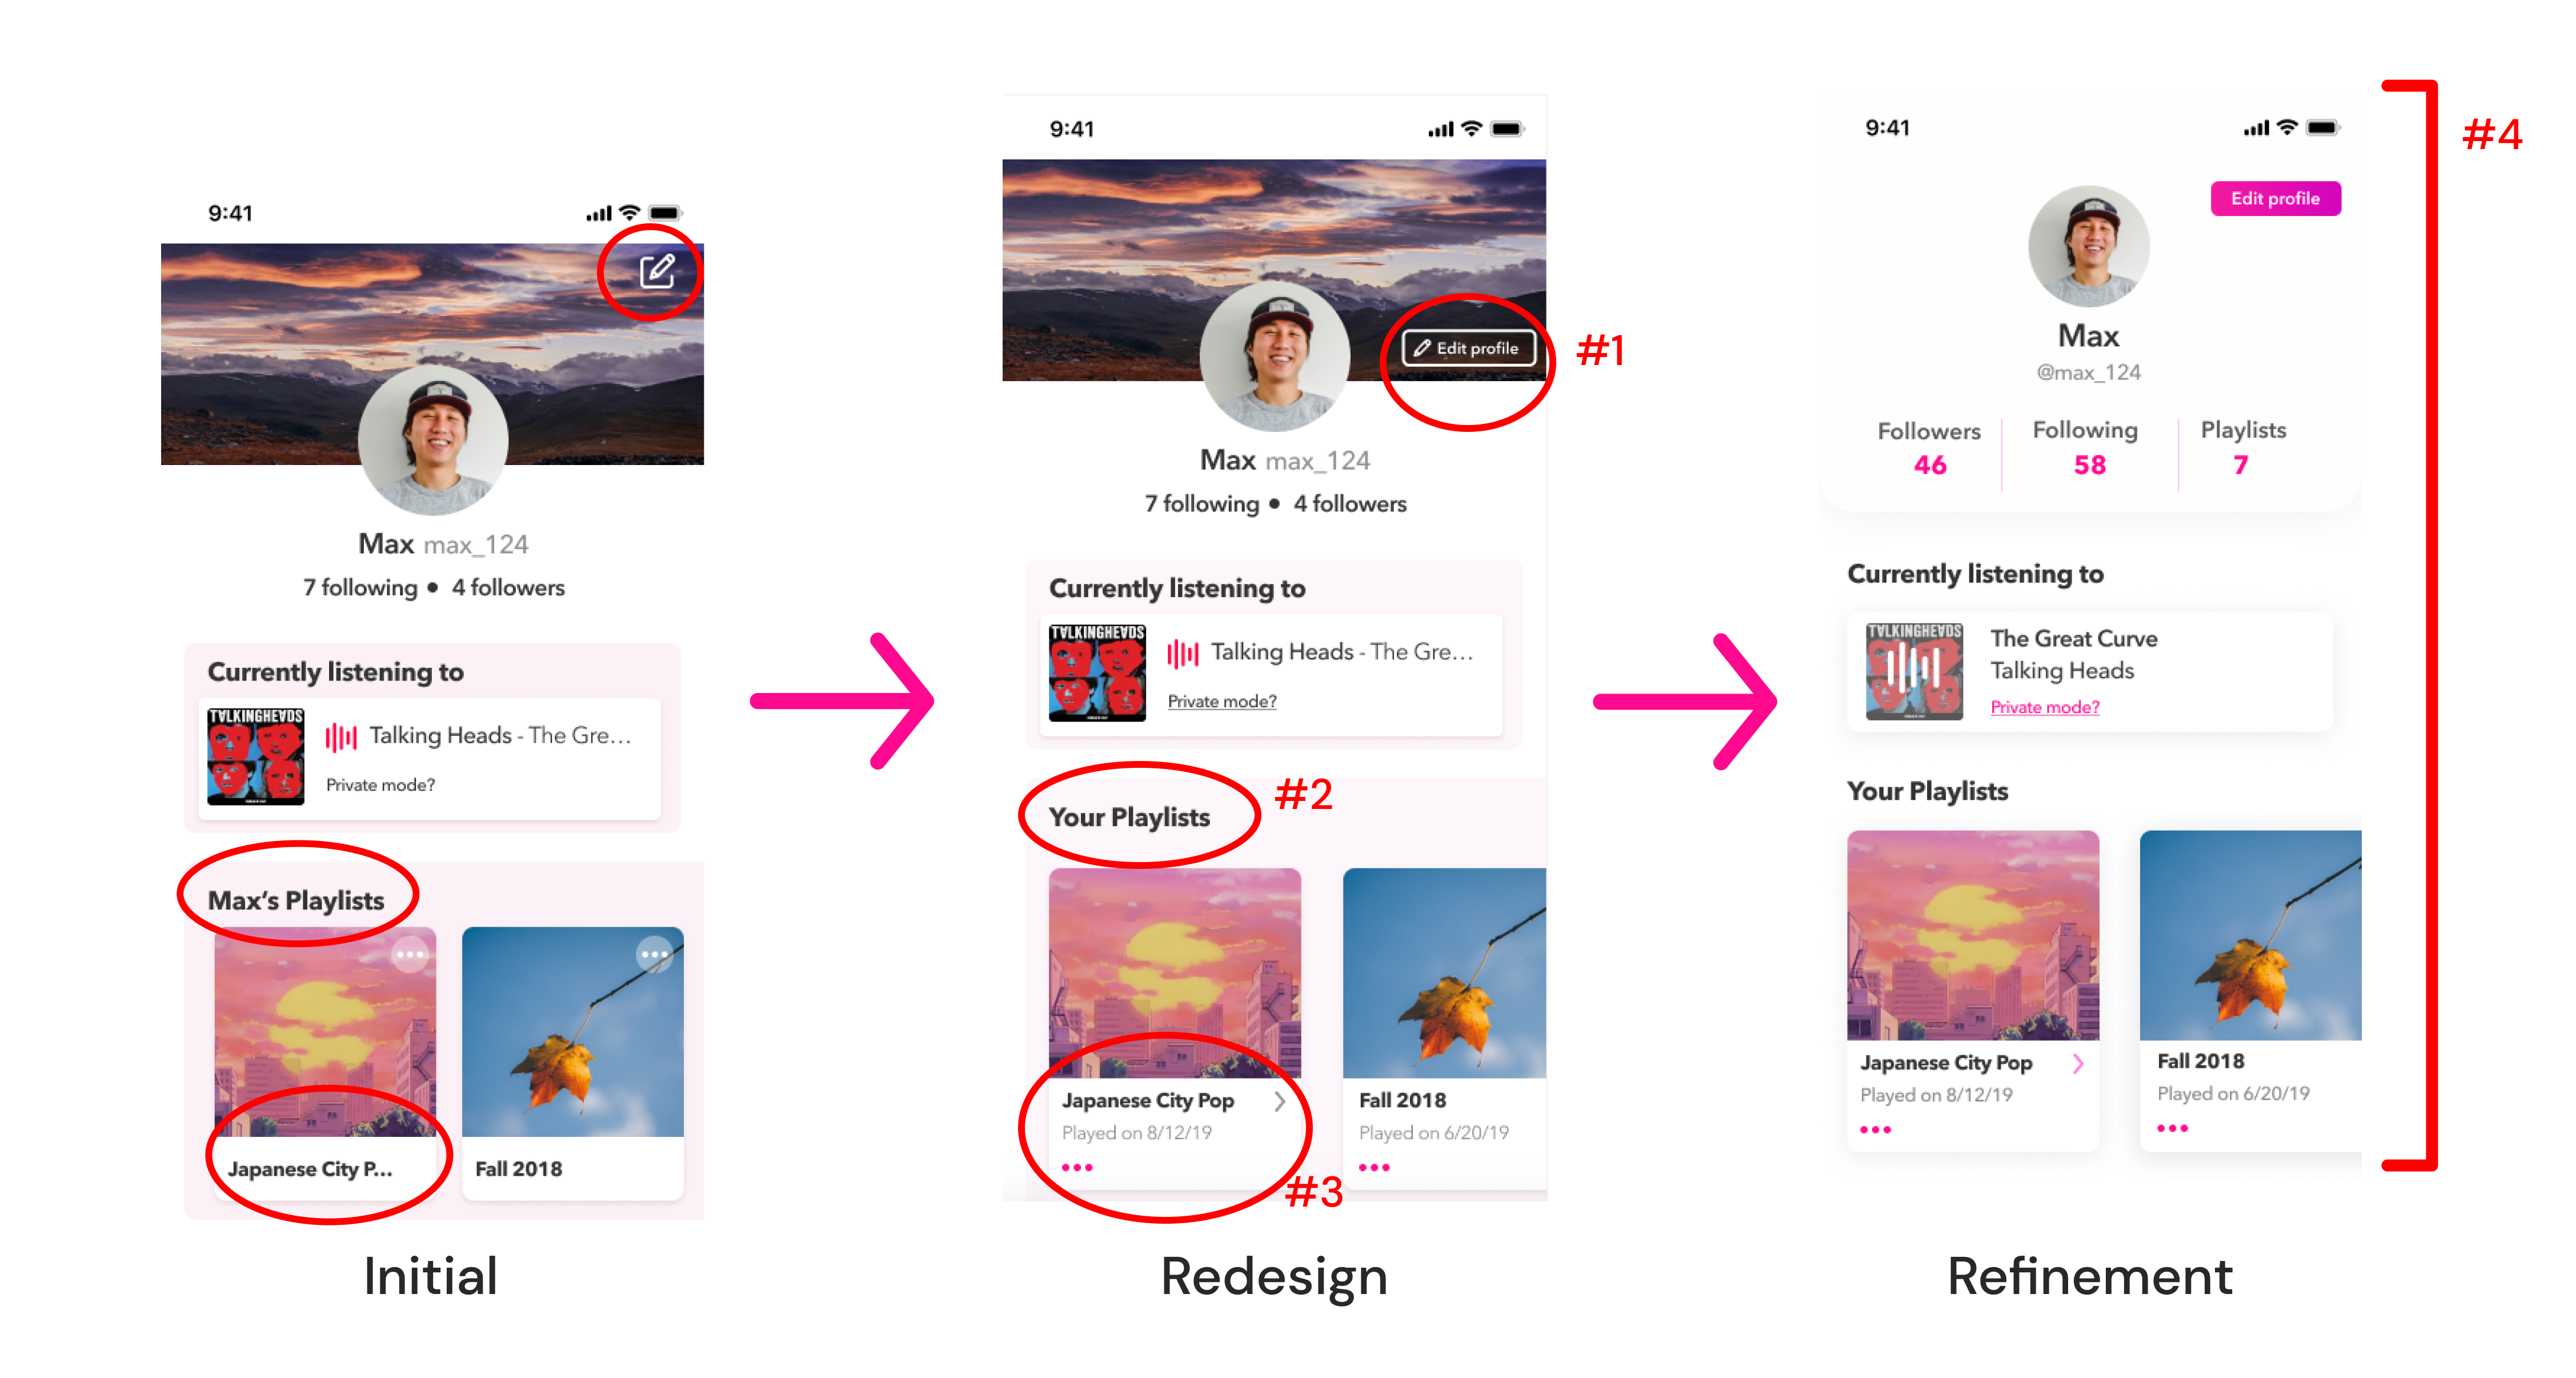 9:41
Max max_124
7 following • 4 followers
Currently listening to
TALKINGHEADS
Talking Heads - The Gre...
Private mode?
Max's Playlists
Japanese City P...
Fall 2018
Initial
9:41
Edit profile
#1
Max max_124
7 following • 4 followers
Currently listening to
TALKINGHEADS
Talking Heads - The Gre...
Private mode?
Your Playlists
#2
Japanese City Pop
Played on 8/12/19
Fall 2018
Played on 6/20/19
#3
Redesign
9:41
Edit profile
Max
@max_124
Followers Following Playlists
46 58 7
Currently listening to
TALKINGHEADS
The Great Curve
Talking Heads
Private mode?
Your Playlists
Japanese City Pop
Played on 8/12/19
Fall 2018
Played on 6/20/19
#4
Refinement